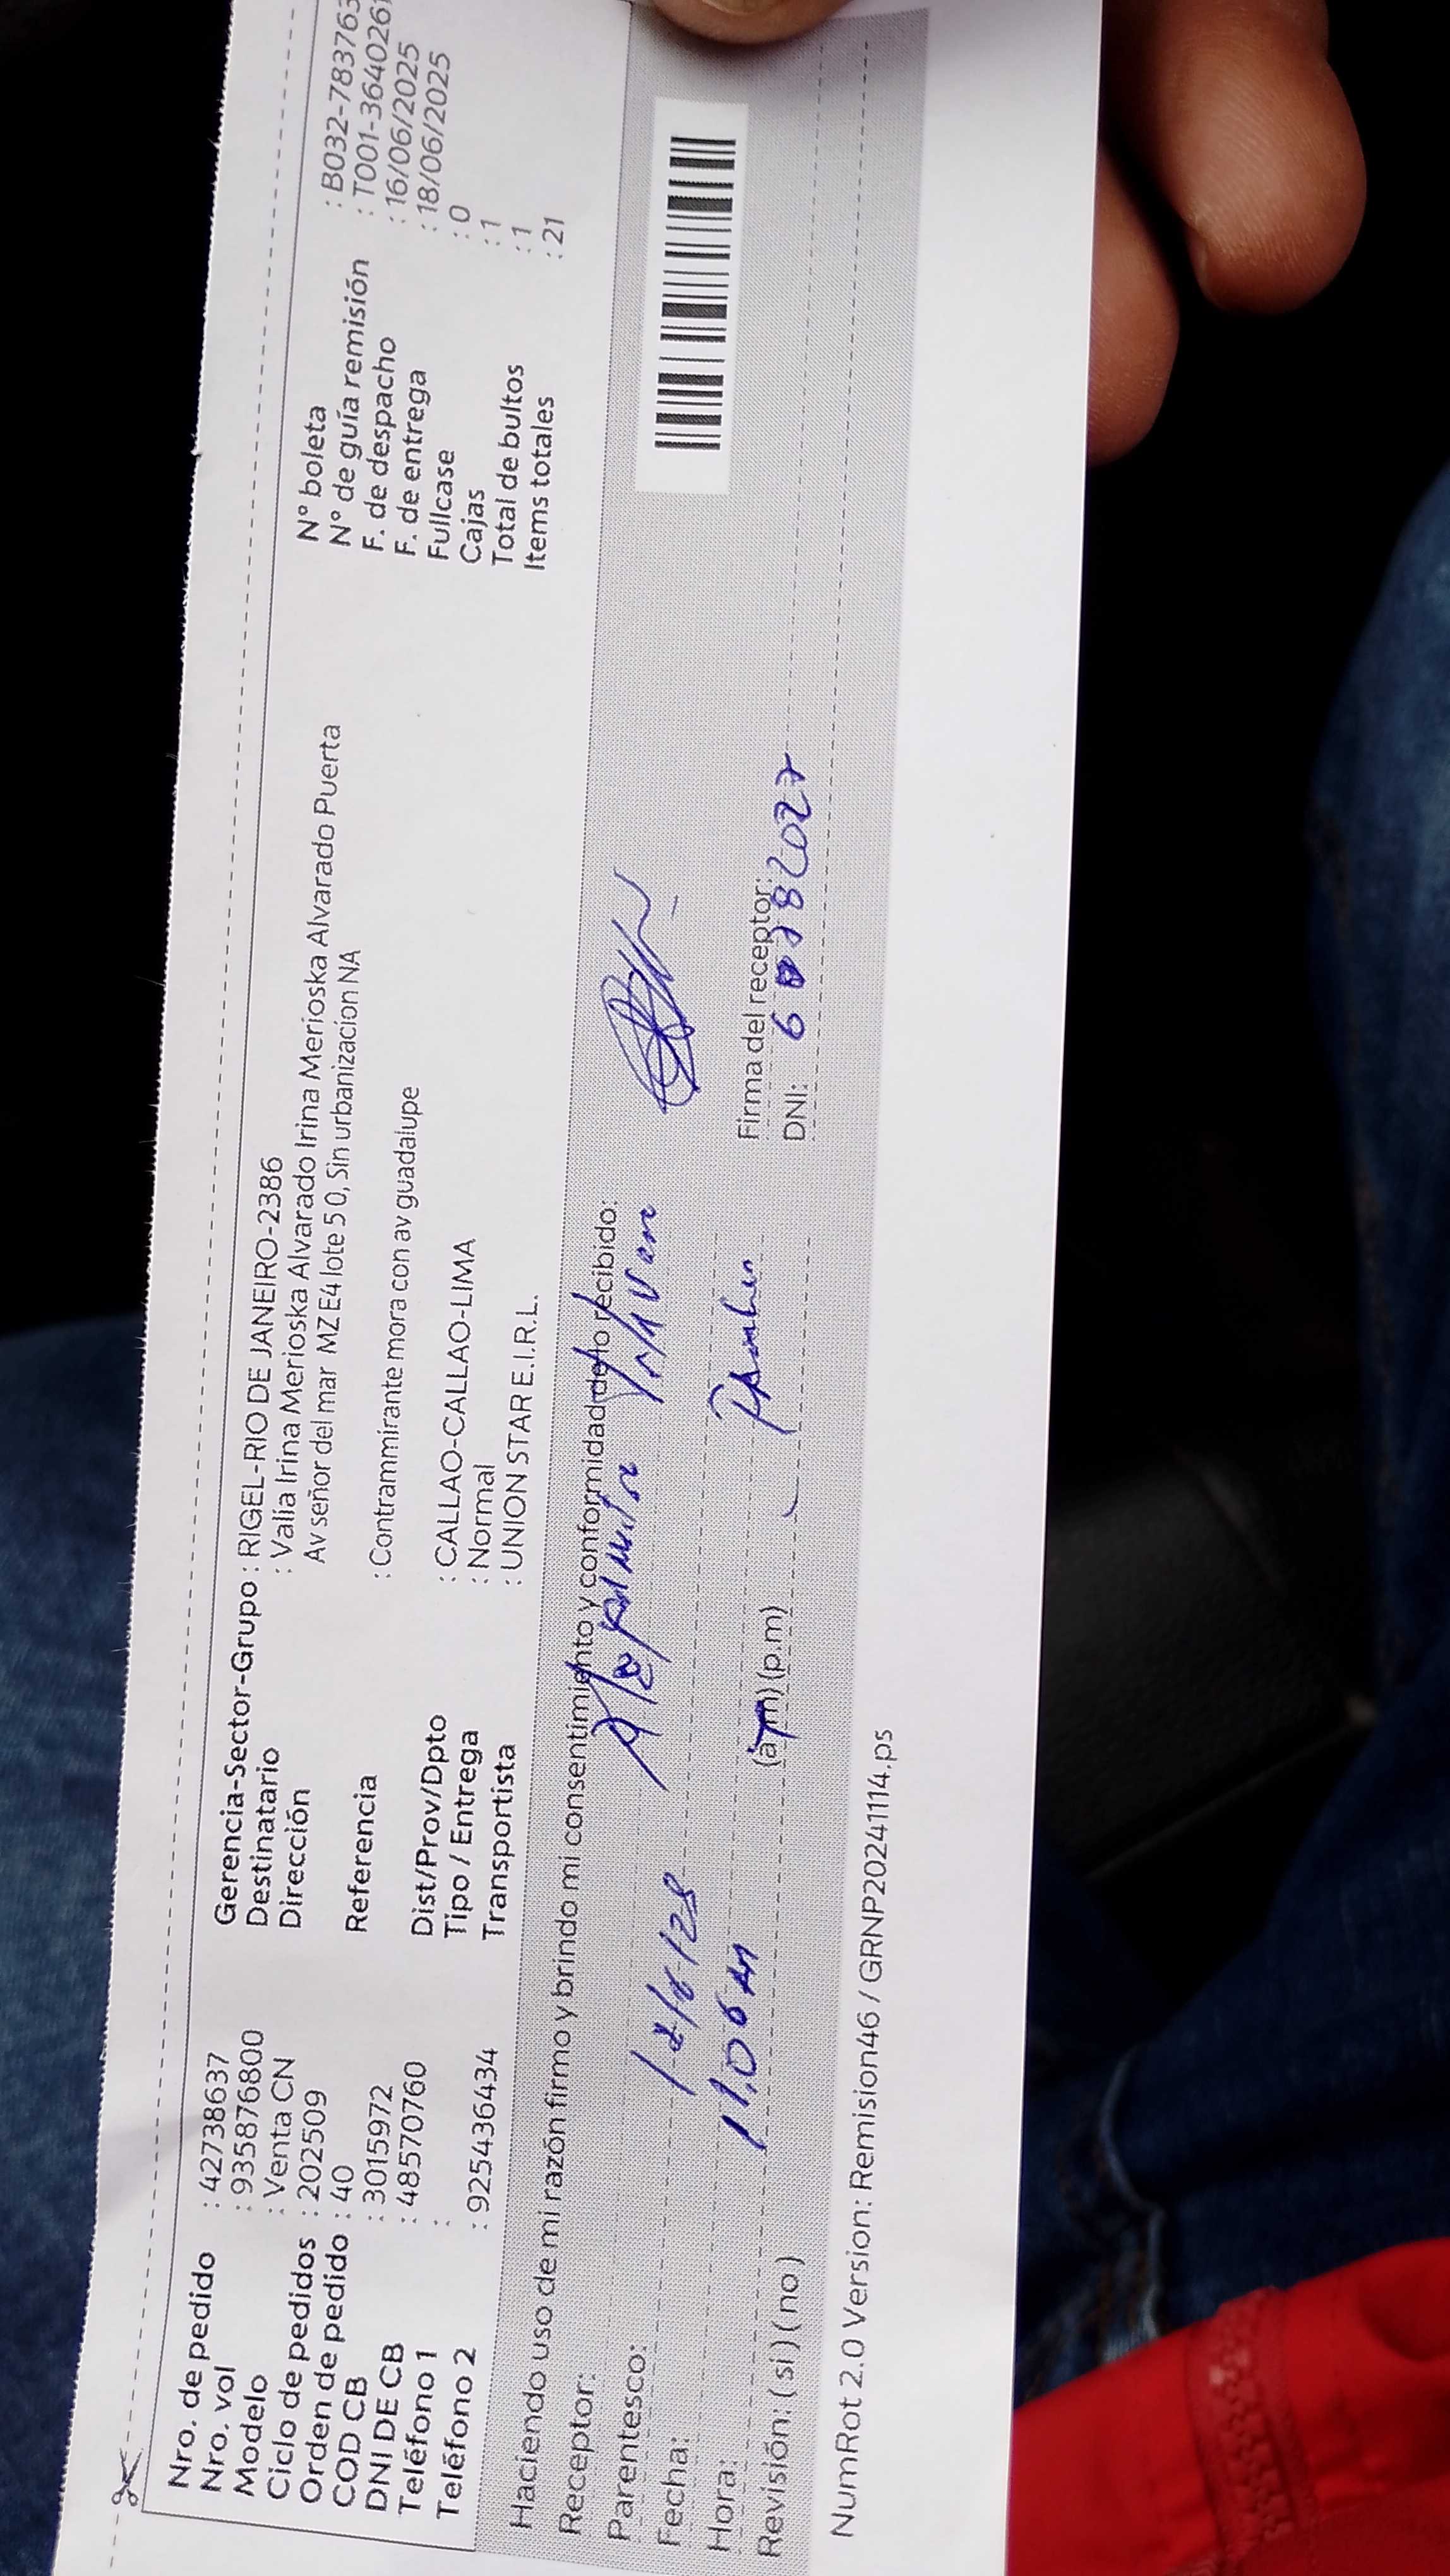 Nro. de pedido : 42738637
Nro. vol : 935876800
Modelo : Venta CN
Ciclo de pedidos : 202509
Orden de pedido : 40
COD CB : 3015972
DNI DE CB : 48570760
Teléfono 1 :
Teléfono 2 : 925436434
Gerencia-Sector-Grupo : RIGEL-RIO DE JANEIRO-2386
Destinatario : Valia Irina Merioska Alvarado Irina Merioska Alvarado Puerta
Dirección Av señor del mar MZ E4 lote 5 0, Sin urbanizacion NA
Referencia : Contrammirante mora con av guadalupe
Dist/Prov/Dpto : CALLAO-CALLAO-LIMA
Tipo / Entrega : Normal
Transportista : UNION STAR E.I.R.L.
N° boleta : B032-783763
N° de guía remisión : T001-3640261
F. de despacho : 16/06/2025
F. de entrega : 18/06/2025
Fullcase : 0
Cajas : 1
Total de bultos : 1
Items totales : 21
Haciendo uso de mi razón firmo y brindo mi consentimiento y conformidad de lo recibido:
Receptor:
Parentesco:
Fecha:
Hora: 11:06 am
Revisión: ( si ) ( no ) (a.m) (p.m)
Firma del receptor:
DNI:
NumRot 2.0 Version: Remision46 / GRNP20241114.ps